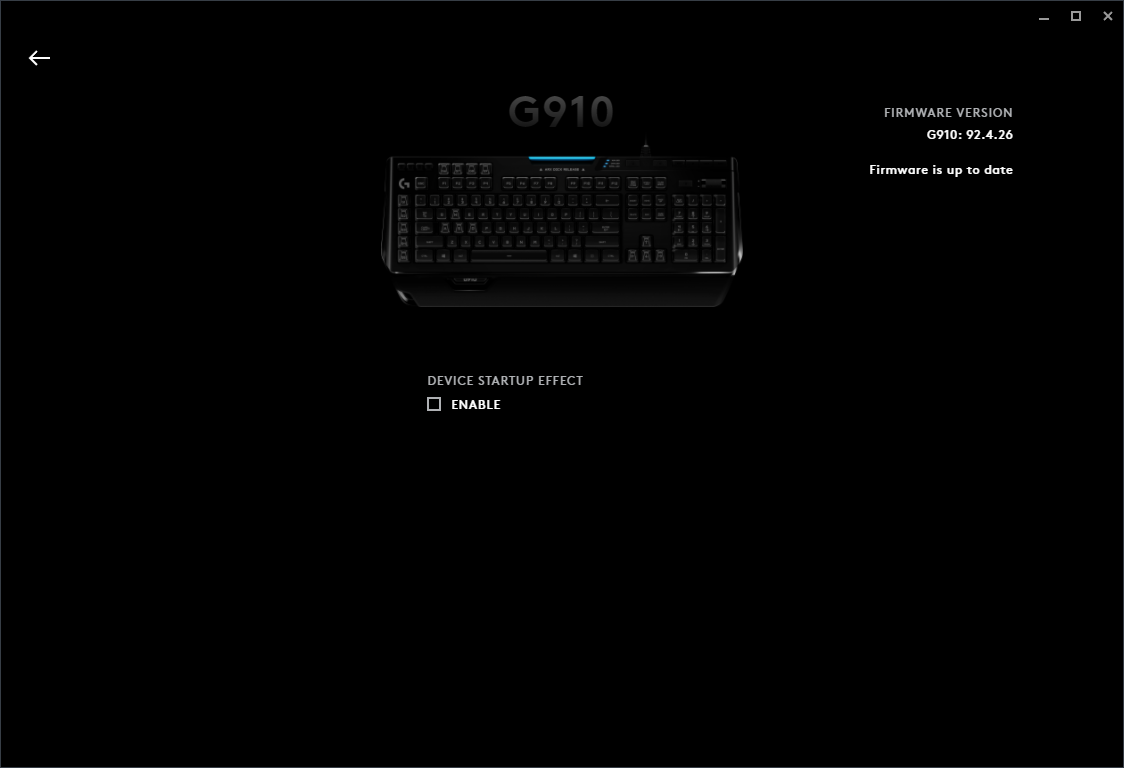 G910
FIRMWARE VERSION
G910: 92.4.26
Firmware is up to date
DEVICE STARTUP EFFECT
ENABLE